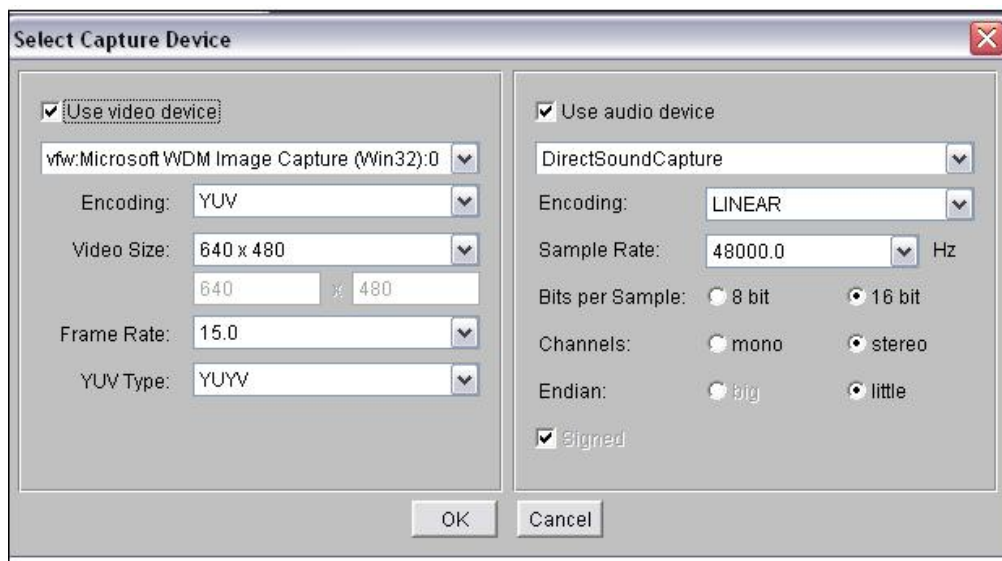 Select Capture Device
Use video device
vfw:Microsoft WDM Image Capture (Win32):0
Encoding: YUV
Video Size: 640 x 480
640 x 480
Frame Rate: 15.0
YUV Type: YUYV
Use audio device
DirectSoundCapture
Encoding: LINEAR
Sample Rate: 48000.0 Hz
Bits per Sample: 8 bit 16 bit
Channels: mono stereo
Endian: big little
Signed
OK Cancel